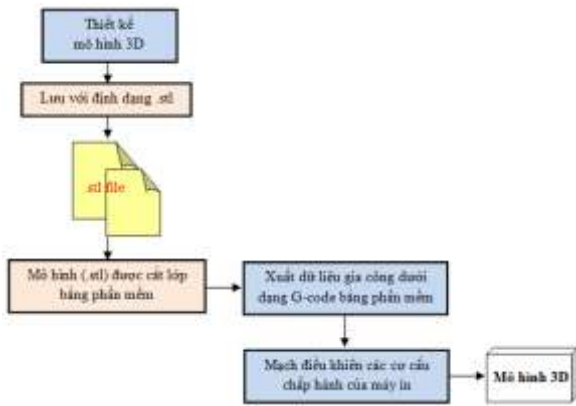 Thiết kế
mô hình 3D
Lưu với định dạng .stl
.stl file
Mô hình (.stl) được cắt lớp
bằng phần mềm
Xuất dữ liệu gia công dưới
dạng G-code bằng phần mềm
Mạch điều khiển các cơ cấu
chấp hành của máy in
Mô hình 3D